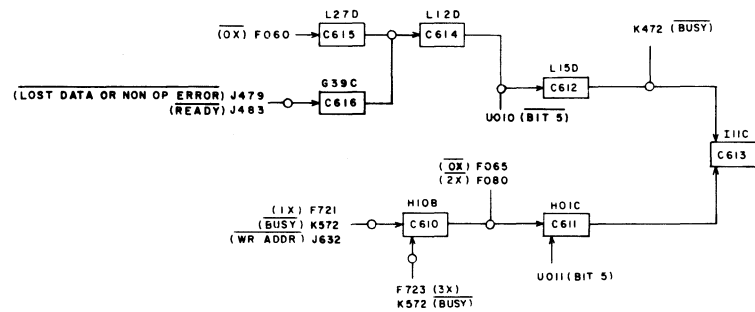 L27D
L12D
(OX) F060
C615
C614
K472 (BUSY)
G39C
L15D
(LOST DATA OR NON OP ERROR) J479
C616
C612
(READY) J483
U010 (BIT 5)
I11C
C613
(OX) F065
(2X) F080
H10B
H01C
(1X) F721
(BUSY) K572
C610
C611
(WR ADDR) J632
U011 (BIT 5)
F723 (3X)
K572 (BUSY)